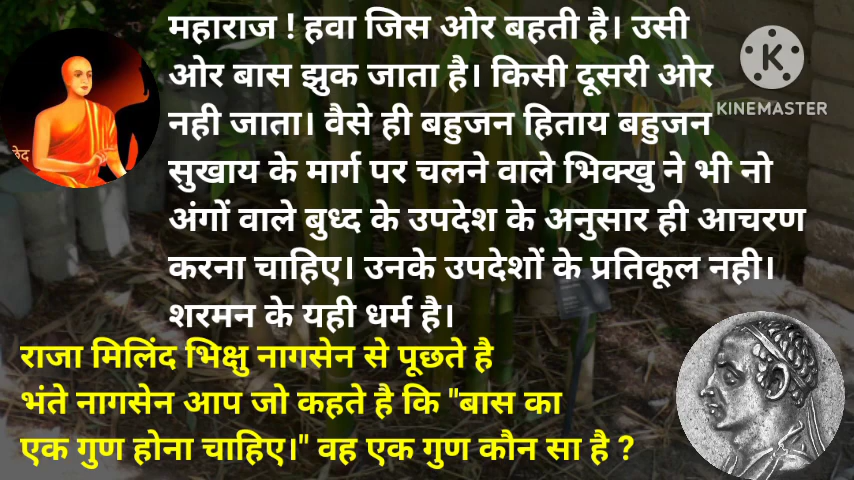 महाराज ! हवा जिस ओर बहती है। उसी
ओर बास झुक जाता है। किसी दूसरी ओर
नही जाता। वैसे ही बहुजन हिताय बहुजन
सुखाय के मार्ग पर चलने वाले भिक्खु ने भी नो
अंगों वाले बुध्द के उपदेश के अनुसार ही आचरण
करना चाहिए। उनके उपदेशों के प्रतिकूल नही।
शरमन के यही धर्म है।
KINEMASTER
राजा मिलिंद भिक्षु नागसेन से पूछते है
भंते नागसेन आप जो कहते है कि "बास का
एक गुण होना चाहिए।" वह एक गुण कौन सा है ?